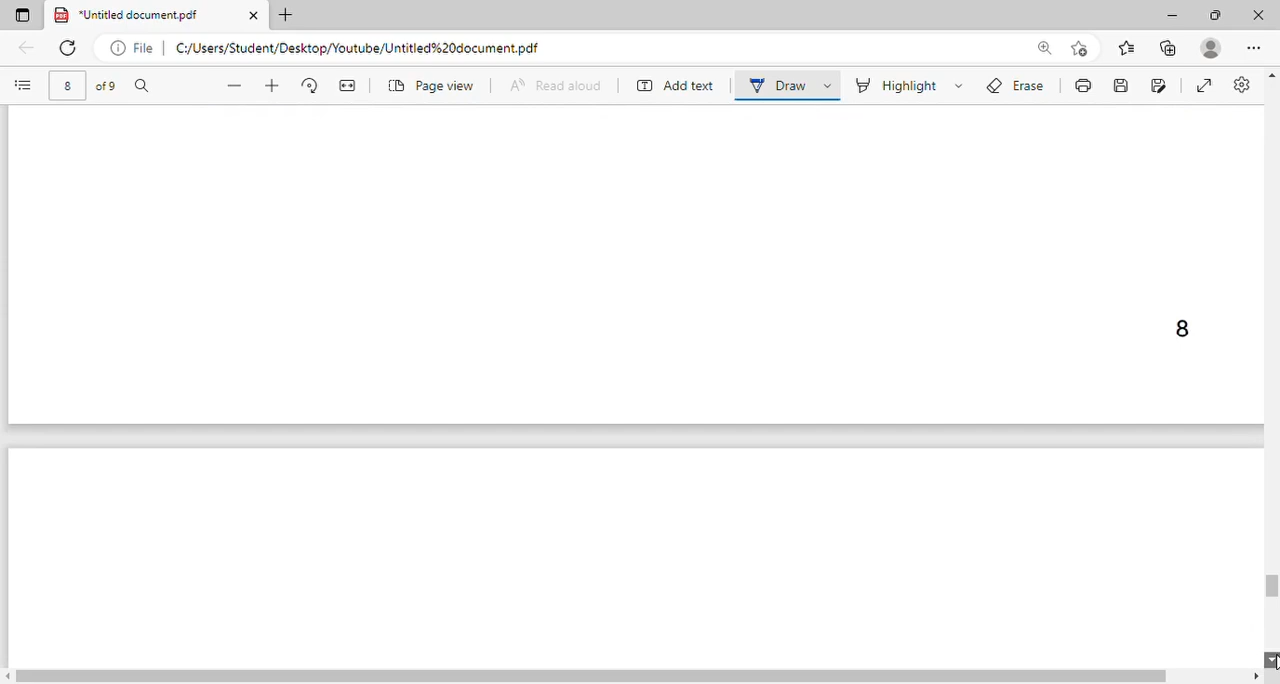 *Untitled document.pdf
File C:/Users/Student/Desktop/Youtube/Untitled%20document.pdf
8 of 9 Page view Read aloud Add text Draw Highlight Erase
8